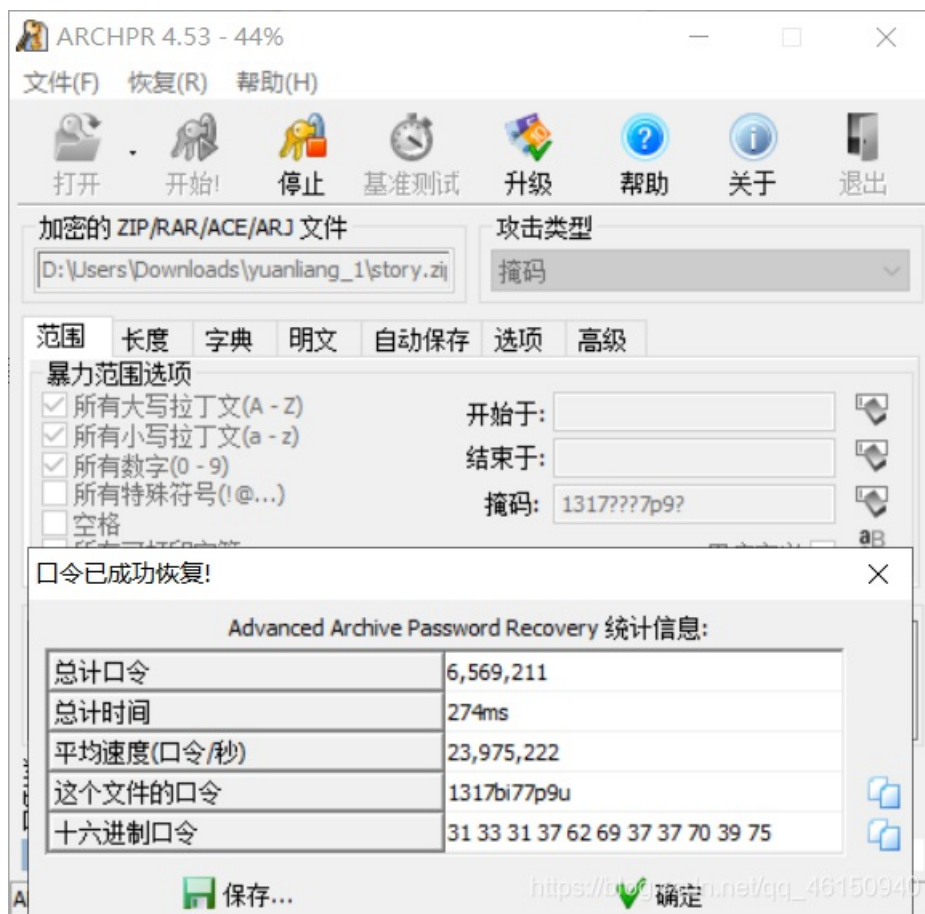 ARCHPR 4.53 - 44%
文件(F) 恢复(R) 帮助(H)
打开 开始! 停止 基准测试 升级 帮助 关于 退出
加密的 ZIP/RAR/ACE/ARJ 文件 攻击类型
D:\Users\Downloads\yuanliang_1\story.zi 掩码
范围 长度 字典 明文 自动保存 选项 高级
暴力范围选项
所有大写拉丁文(A - Z)
所有小写拉丁文(a - z)
所有数字(0 - 9)
所有特殊符号(!@...)
空格
开始于:
结束于:
掩码: 1317???7p9?
口令已成功恢复!
Advanced Archive Password Recovery 统计信息:
总计口令 6,569,211
总计时间 274ms
平均速度(口令/秒) 23,975,222
这个文件的口令 1317bi77p9u
十六进制口令 31 33 31 37 62 69 37 37 70 39 75
保存... 确定